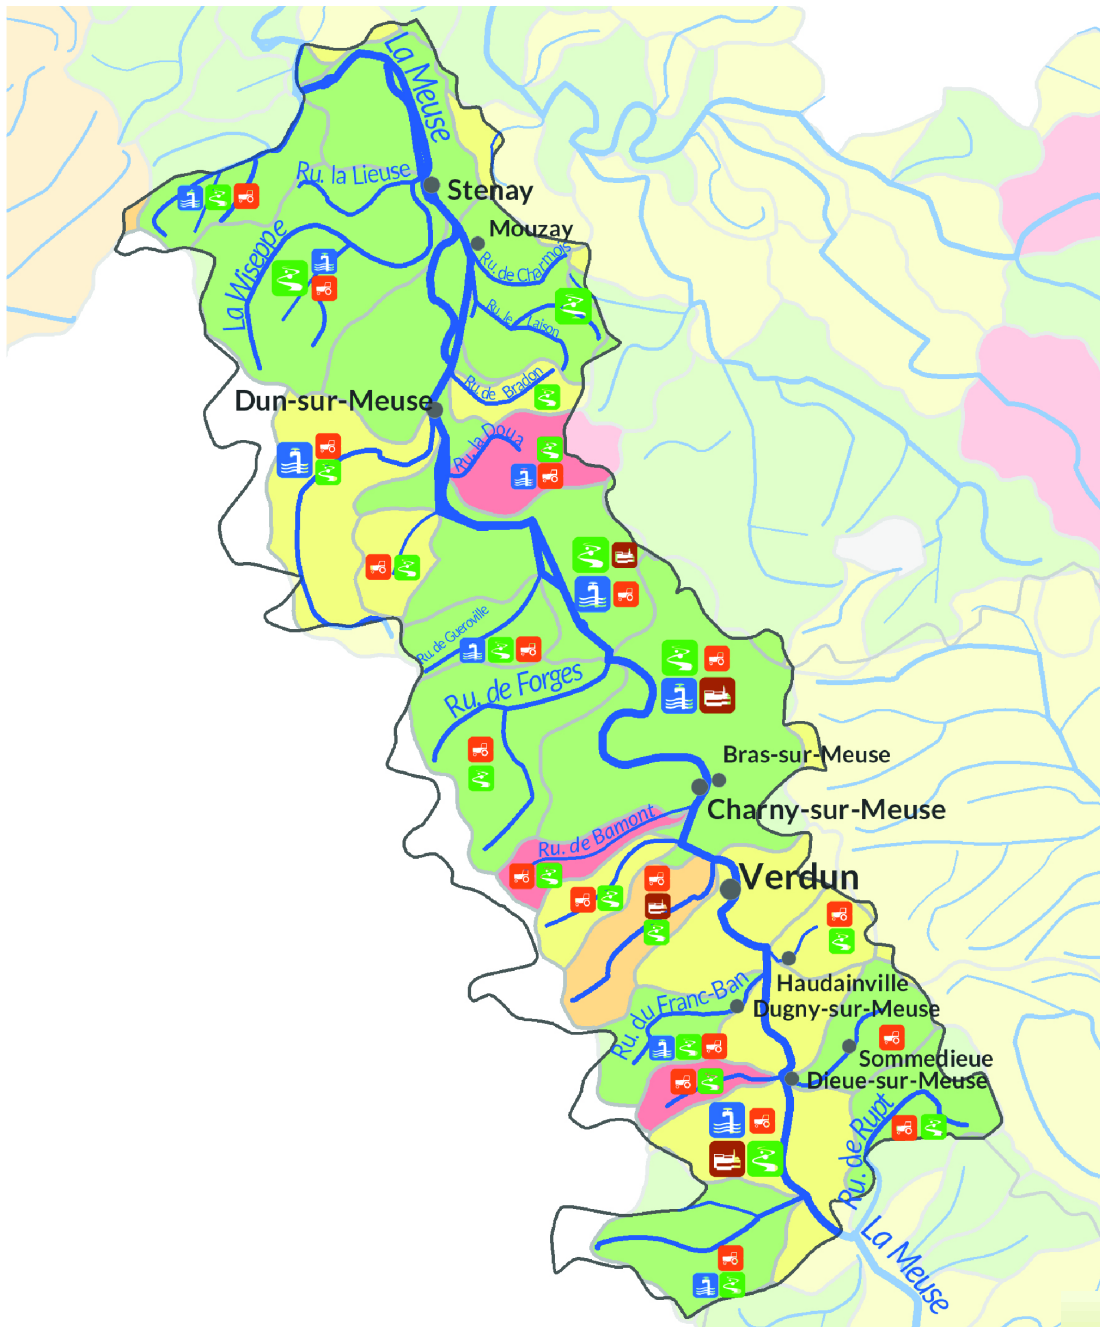 La Meuse
Ru. la Lieuse
Stenay
Mouzay
La Wiseppe
Ru. de Charmois
Ru. le Laison
Ru. de Bradon
Dun-sur-Meuse
Ru. la Doua
Ru. de Gueroville
Ru. de Forges
Bras-sur-Meuse
Charny-sur-Meuse
Ru. de Bamont
Verdun
Haudainville
Ru. du Franc-Ban
Dugny-sur-Meuse
Sommedieue
Dieue-sur-Meuse
Ru. de Rupt
La Meuse